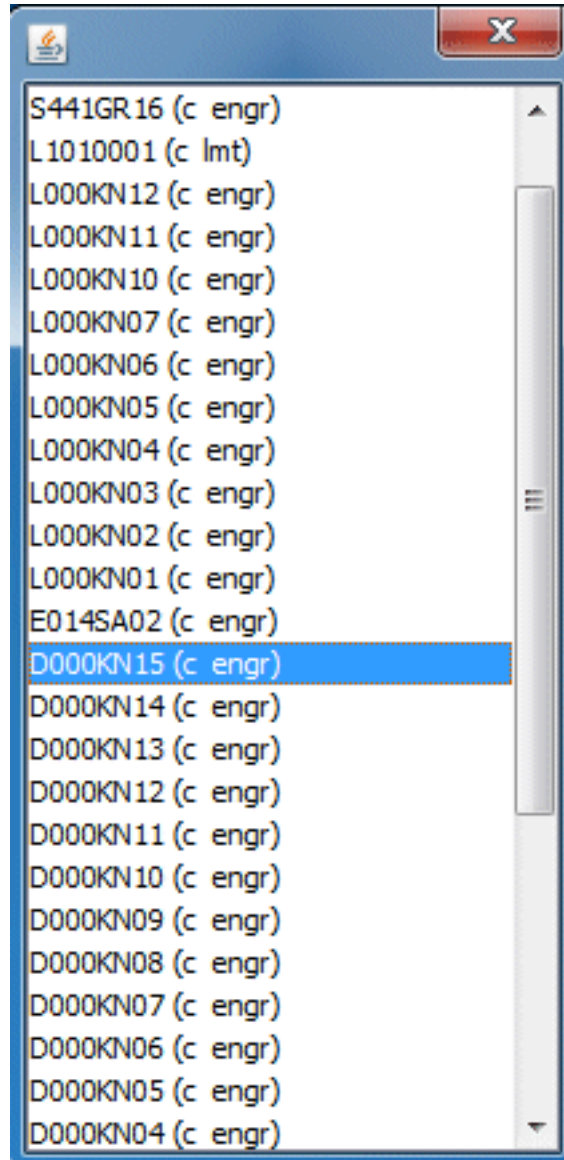 S441GR16 (c engr)
L1010001 (c lmt)
L000KN12 (c engr)
L000KN11 (c engr)
L000KN10 (c engr)
L000KN07 (c engr)
L000KN06 (c engr)
L000KN05 (c engr)
L000KN04 (c engr)
L000KN03 (c engr)
L000KN02 (c engr)
L000KN01 (c engr)
E014SA02 (c engr)
D000KN15 (c engr)
D000KN14 (c engr)
D000KN13 (c engr)
D000KN12 (c engr)
D000KN11 (c engr)
D000KN10 (c engr)
D000KN09 (c engr)
D000KN08 (c engr)
D000KN07 (c engr)
D000KN06 (c engr)
D000KN05 (c engr)
D000KN04 (c engr)